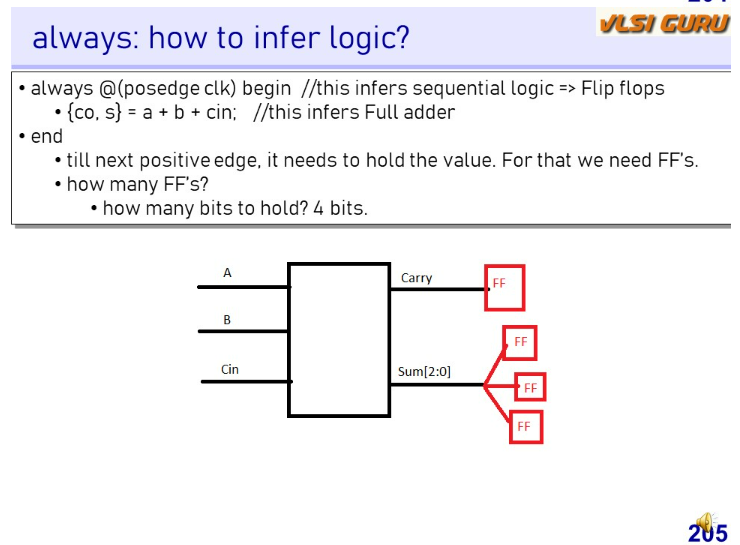 VLSI GURU
always: how to infer logic?
• always @(posedge clk) begin //this infers sequential logic => Flip flops
• {co, s} = a + b + cin; //this infers Full adder
• end
• till next positive edge, it needs to hold the value. For that we need FF's.
• how many FF's?
• how many bits to hold? 4 bits.
A
Carry
FF
B
FF
Cin
Sum[2:0]
FF
FF
205